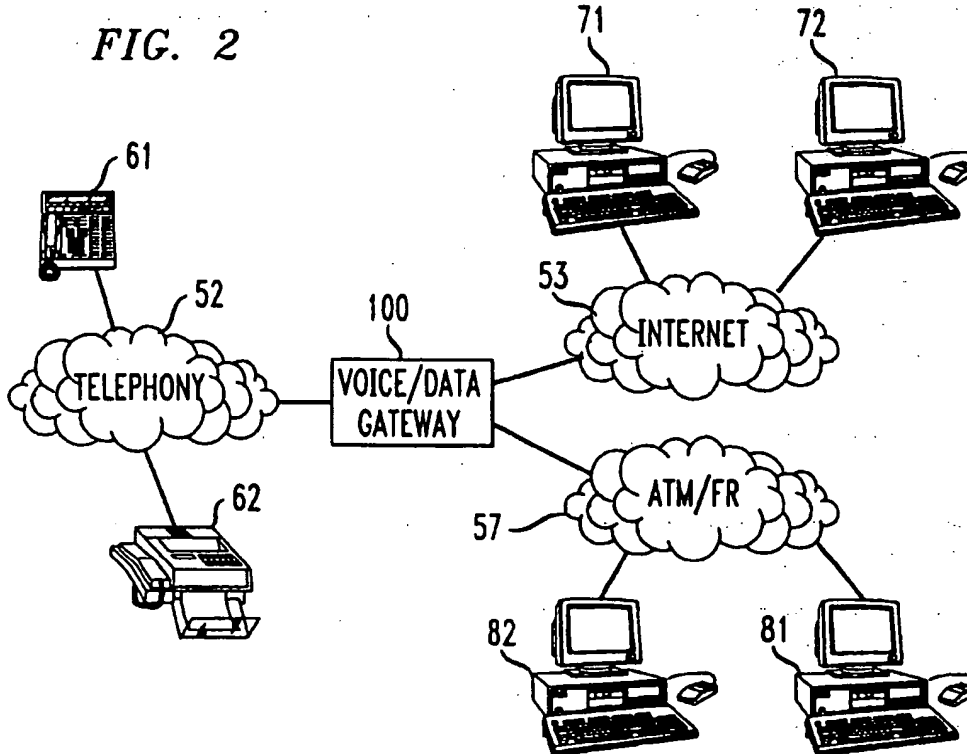 FIG. 2
71
72
61
52
53
100
TELEPHONY
VOICE/DATA
GATEWAY
INTERNET
62
57
ATM/FR
82
81